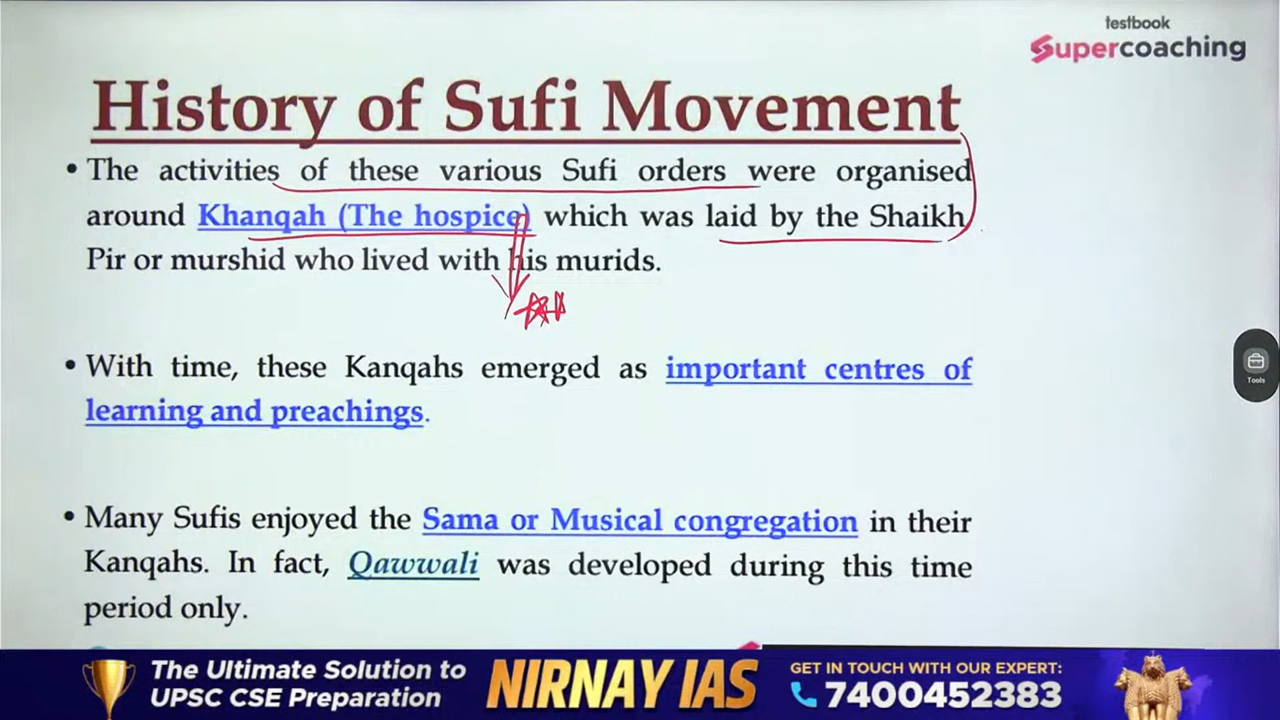 testbook
Supercoaching
History of Sufi Movement
• The activities of these various Sufi orders were organised
around Khanqah (The hospice) which was laid by the Shaikh
Pir or murshid who lived with his murids.
• With time, these Kanqahs emerged as important centres of
learning and preachings.
• Many Sufis enjoyed the Sama or Musical congregation in their
Kanqahs. In fact, Qawwali was developed during this time
period only.
Tools
The Ultimate Solution to
UPSC CSE Preparation
NIRNAY IAS
GET IN TOUCH WITH OUR EXPERT:
7400452383